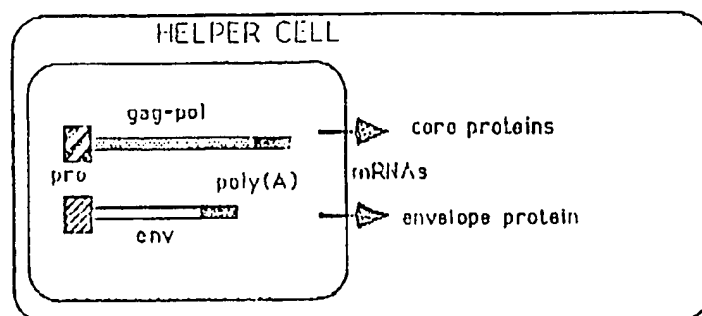 HELPER CELL
gag-pol
core proteins
pro
poly(A)
mRNAs
env
envelope protein